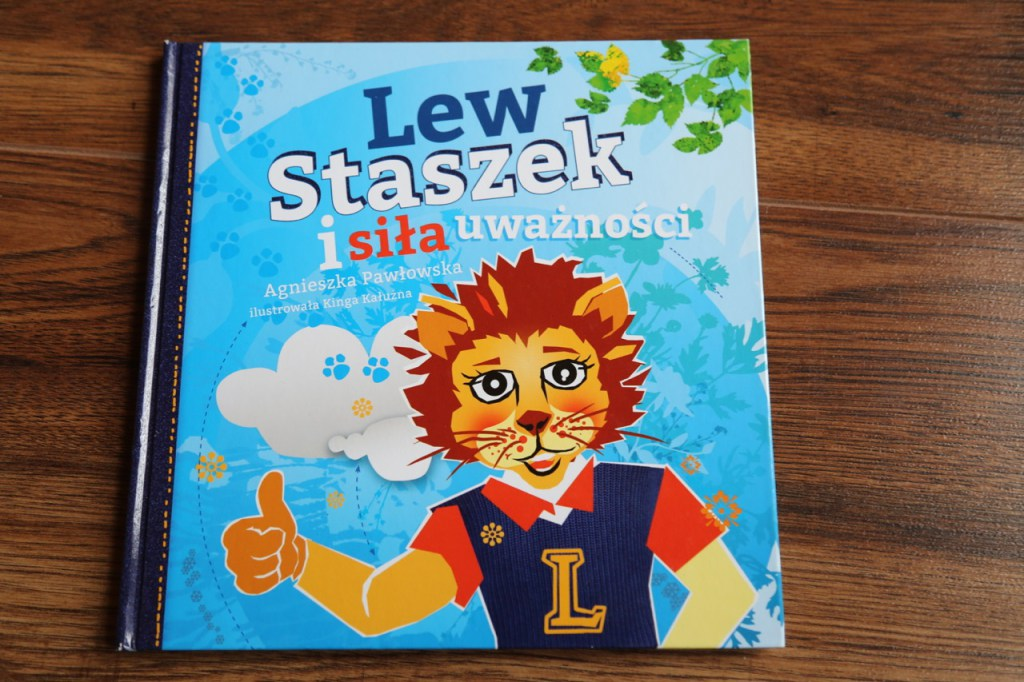 Lew
Staszek
i siła uważności
Agnieszka Pawłowska
ilustrowała Kinga Kałużna
L